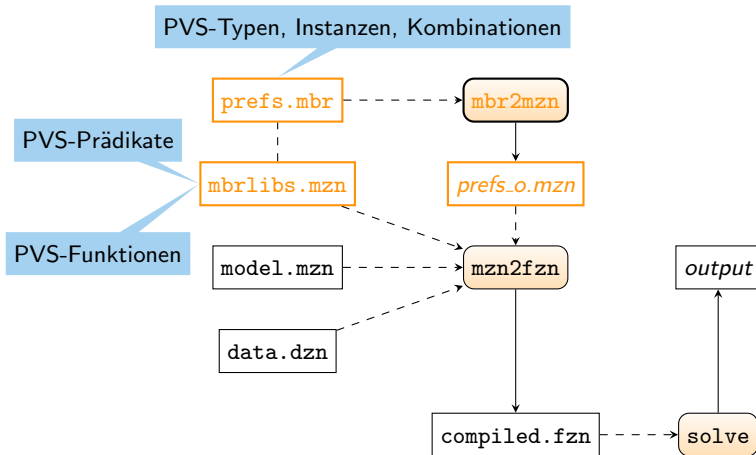 PVS-Typen, Instanzen, Kombinationen
prefs.mbr
mbr2mzn
PVS-Prädikate
mbrlibs.mzn
prefs_o.mzn
PVS-Funktionen
model.mzn
mzn2fzn
output
data.dzn
compiled.fzn
solve